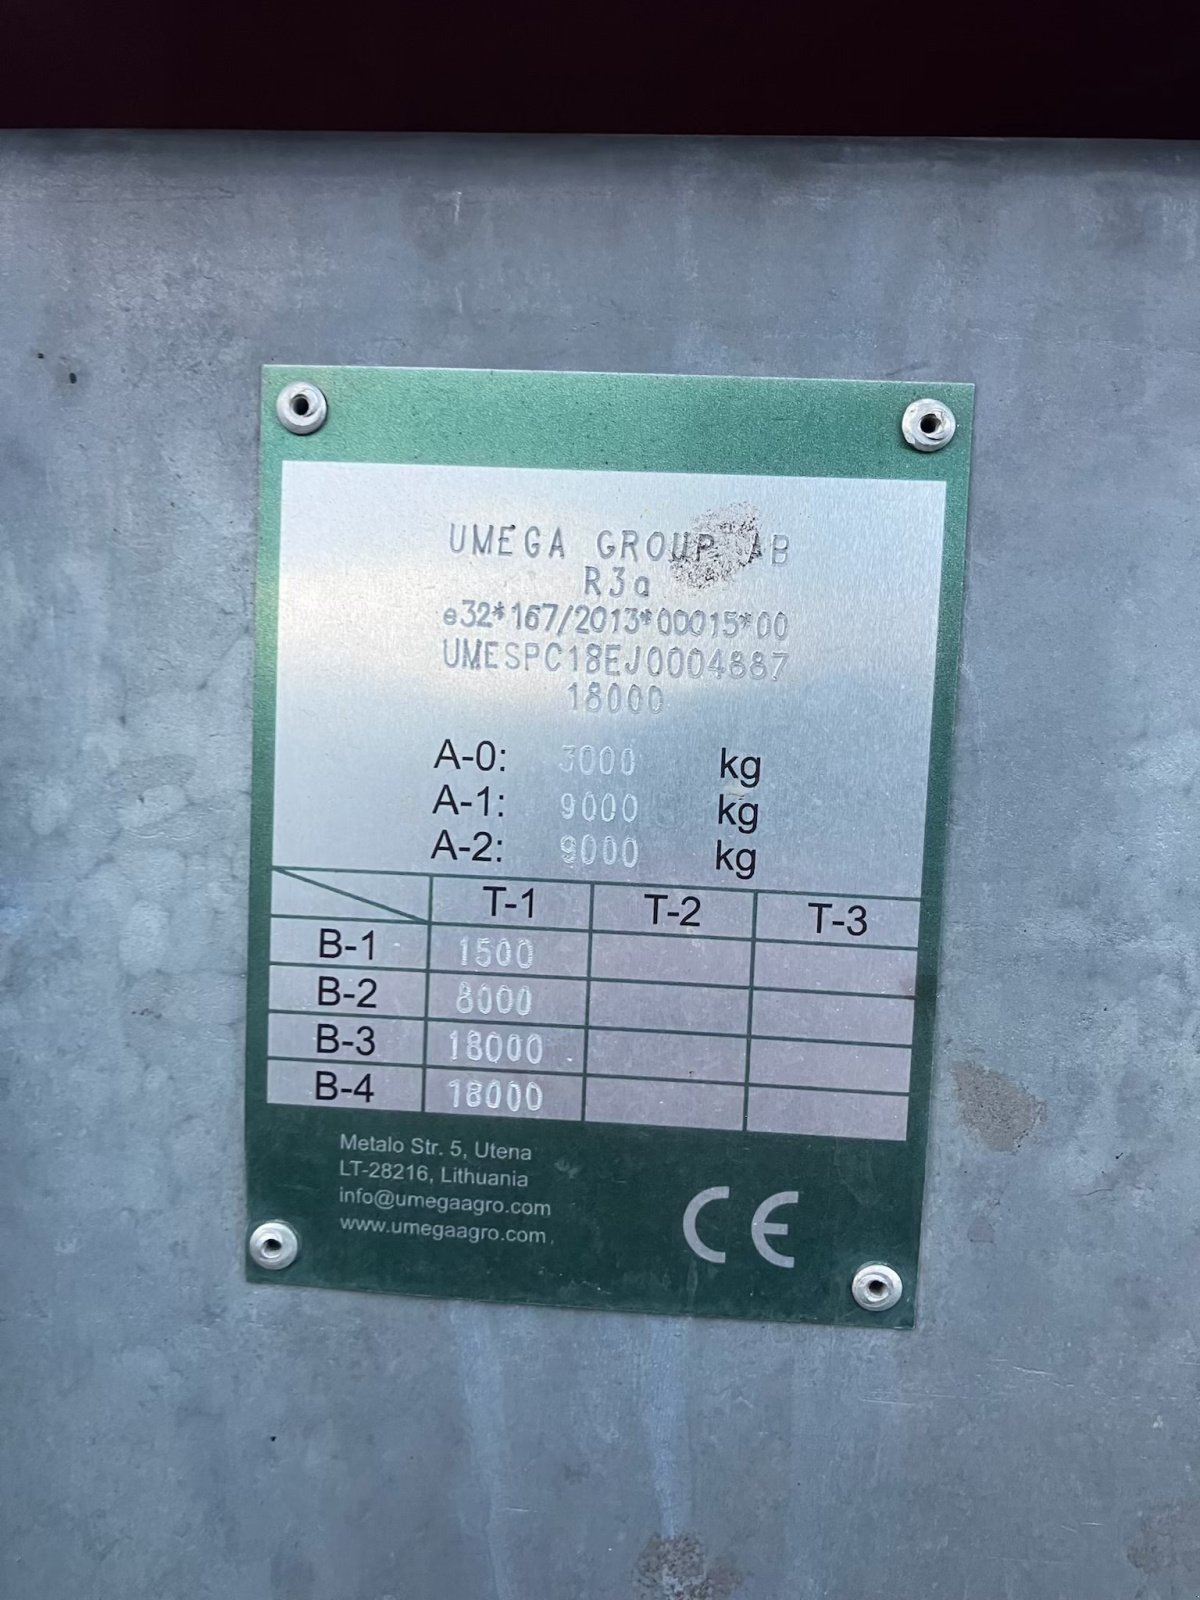 UMEGA GROUP AB
R3a
e32*167/2013*00015*00
UMESPC18EJ0004887
18000
A-0: 3000 kg
A-1: 9000 kg
A-2: 9000 kg
T-1 T-2 T-3
B-1 1500
B-2 8000
B-3 18000
B-4 18000
Metalo Str. 5, Utena
LT-28216, Lithuania
info@umegaagro.com
www.umegaagro.com
CE